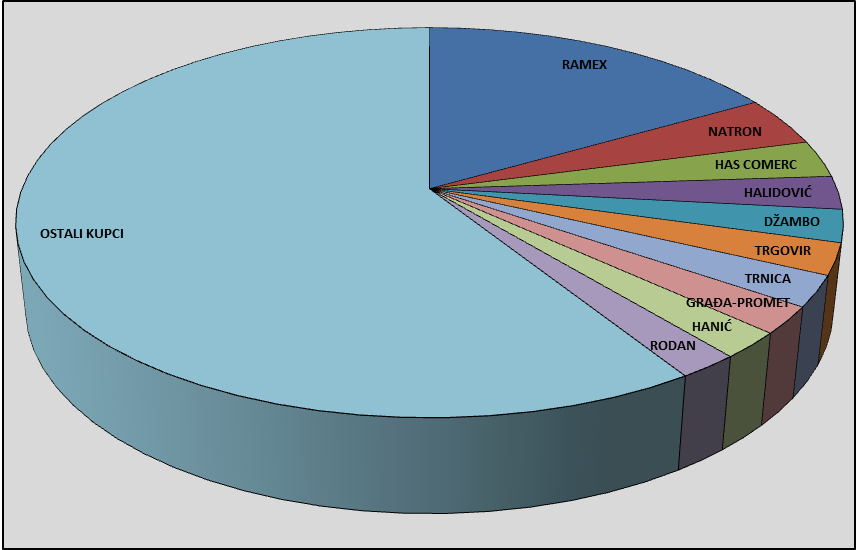 RAMEX
NATRON
HAS COMERC
HALIDOVIĆ
DŽAMBO
OSTALI KUPCI
TRGOVIR
TRNICA
GRAĐA-PROMET
HANIĆ
RODAN